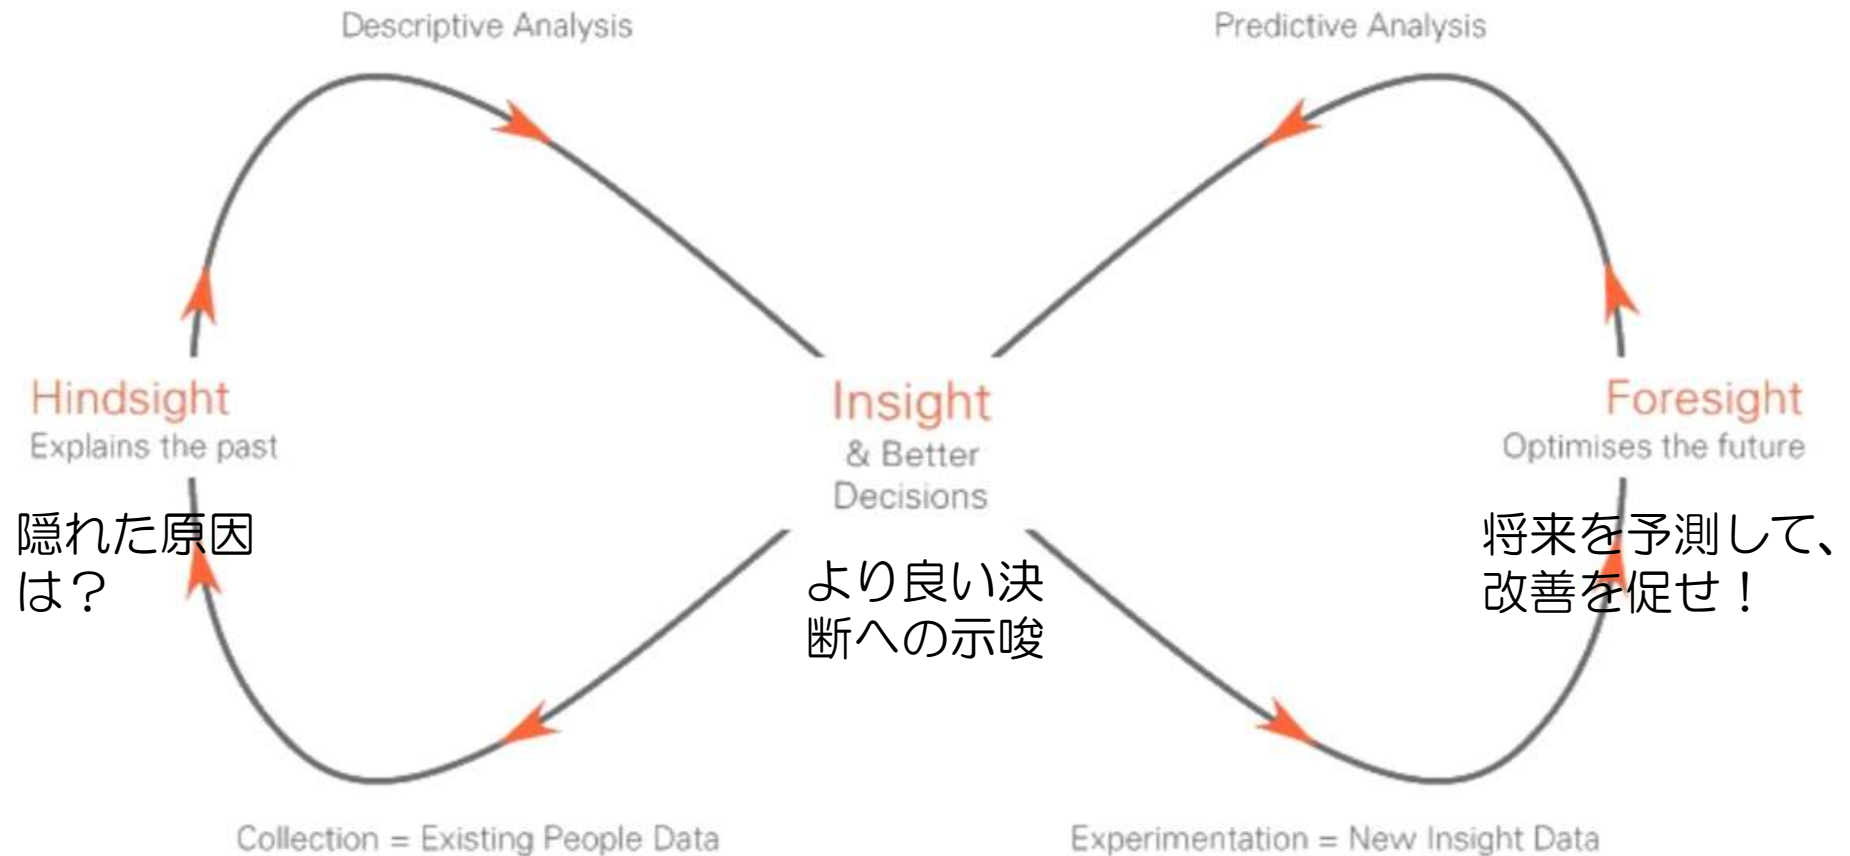 Descriptive Analysis
Predictive Analysis
Hindsight
Explains the past
隠れた原因
は？
Insight
& Better
Decisions
より良い決
断への示唆
Foresight
Optimises the future
将来を予測して、
改善を促せ！
Collection = Existing People Data
Experimentation = New Insight Data